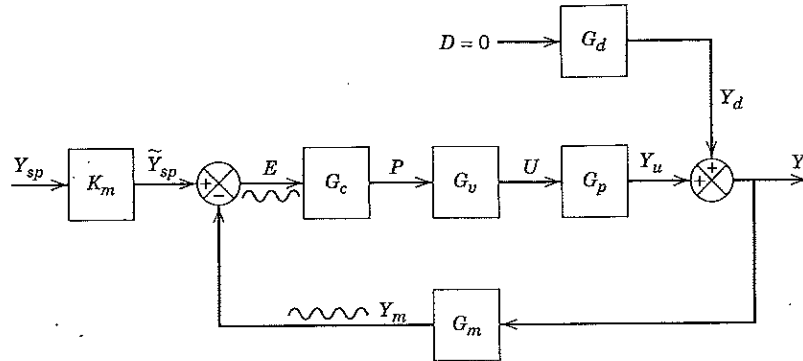 D = 0
G_d
Y_d
Y_sp
K_m
Ỹ_sp
E
G_c
P
G_v
U
G_p
Y_u
Y
Y_m
G_m